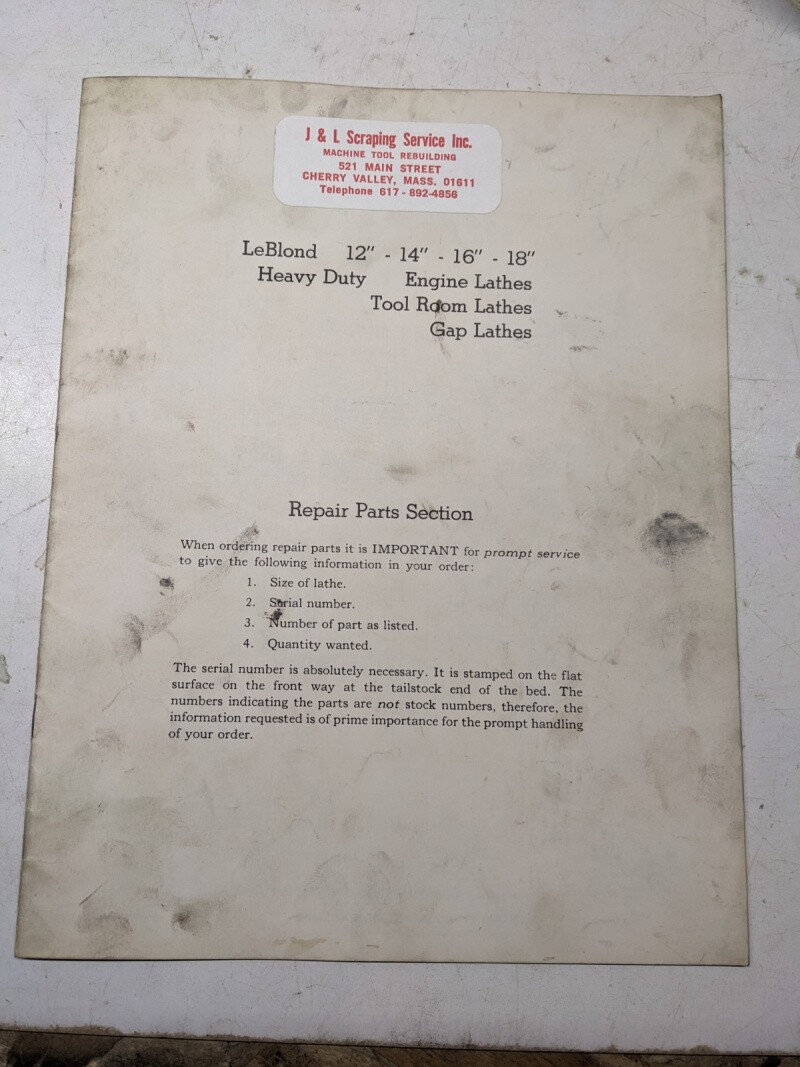 J & L Scraping Service Inc.
MACHINE TOOL REBUILDING
521 MAIN STREET
CHERRY VALLEY, MASS. 01611
Telephone 617 - 892-4856
LeBlond 12" - 14" - 16" - 18"
Heavy Duty Engine Lathes
Tool Room Lathes
Gap Lathes
Repair Parts Section
When ordering repair parts it is IMPORTANT for prompt service
to give the following information in your order:
1. Size of lathe.
2. Serial number.
3. Number of part as listed.
4. Quantity wanted.
The serial number is absolutely necessary. It is stamped on the flat
surface on the front way at the tailstock end of the bed. The
numbers indicating the parts are not stock numbers, therefore, the
information requested is of prime importance for the prompt handling
of your order.